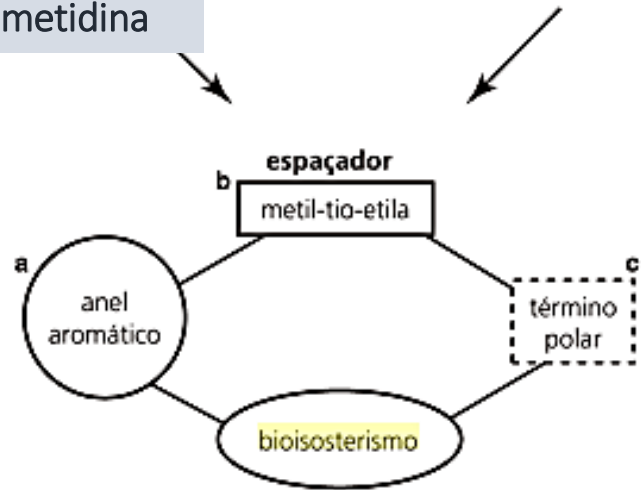 metidina
espaçador
b
metil-tio-etila
a
anel
aromático
c
término
polar
bioisosterismo